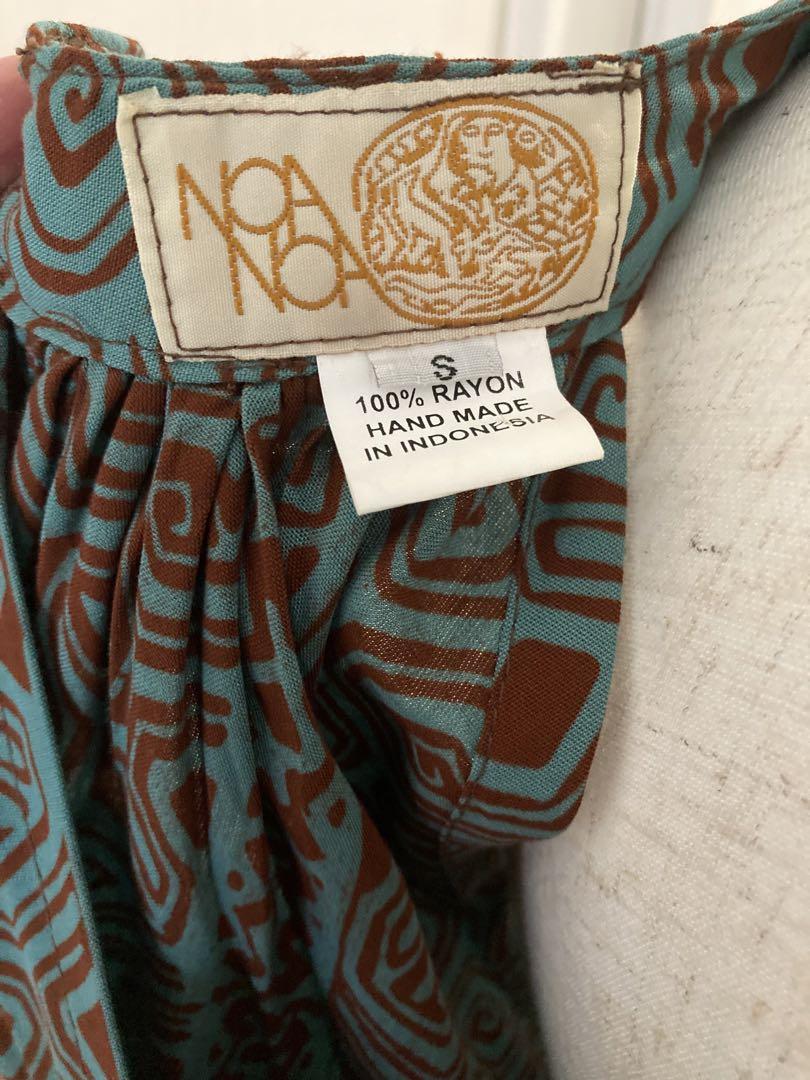 NOA
NOA
S
100% RAYON
HAND MADE
IN INDONESIA